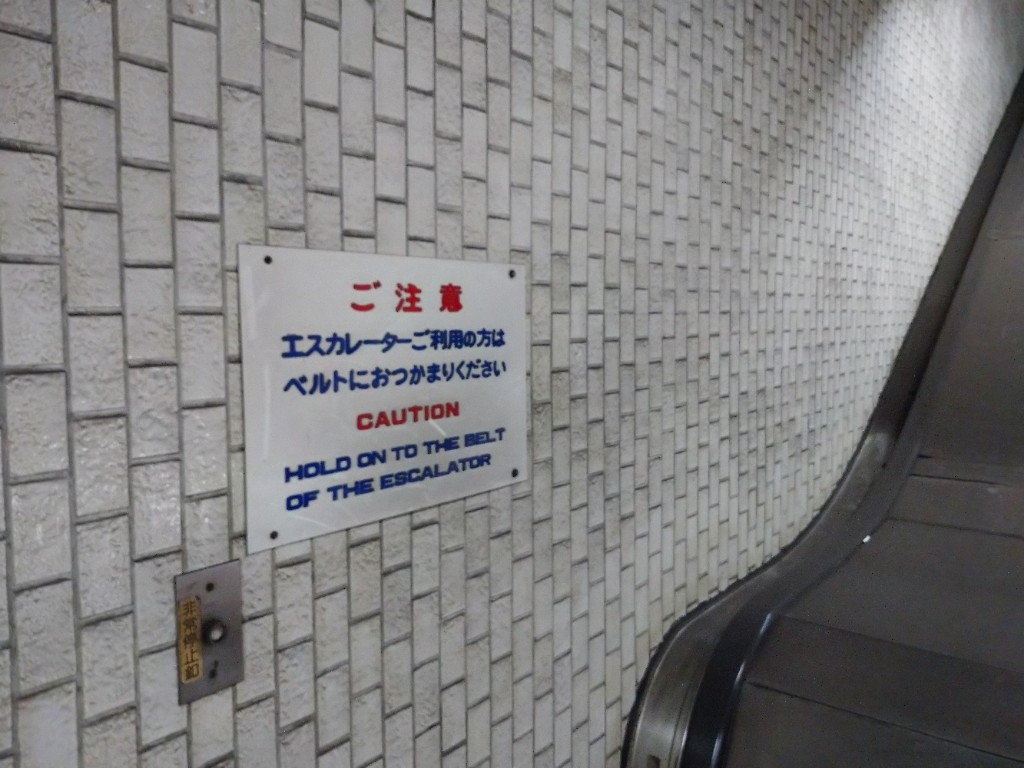 ご注意
エスカレーターご利用の方は
ベルトにおつかまりください
CAUTION
HOLD ON TO THE BELT
OF THE ESCALATOR
非常停止釦